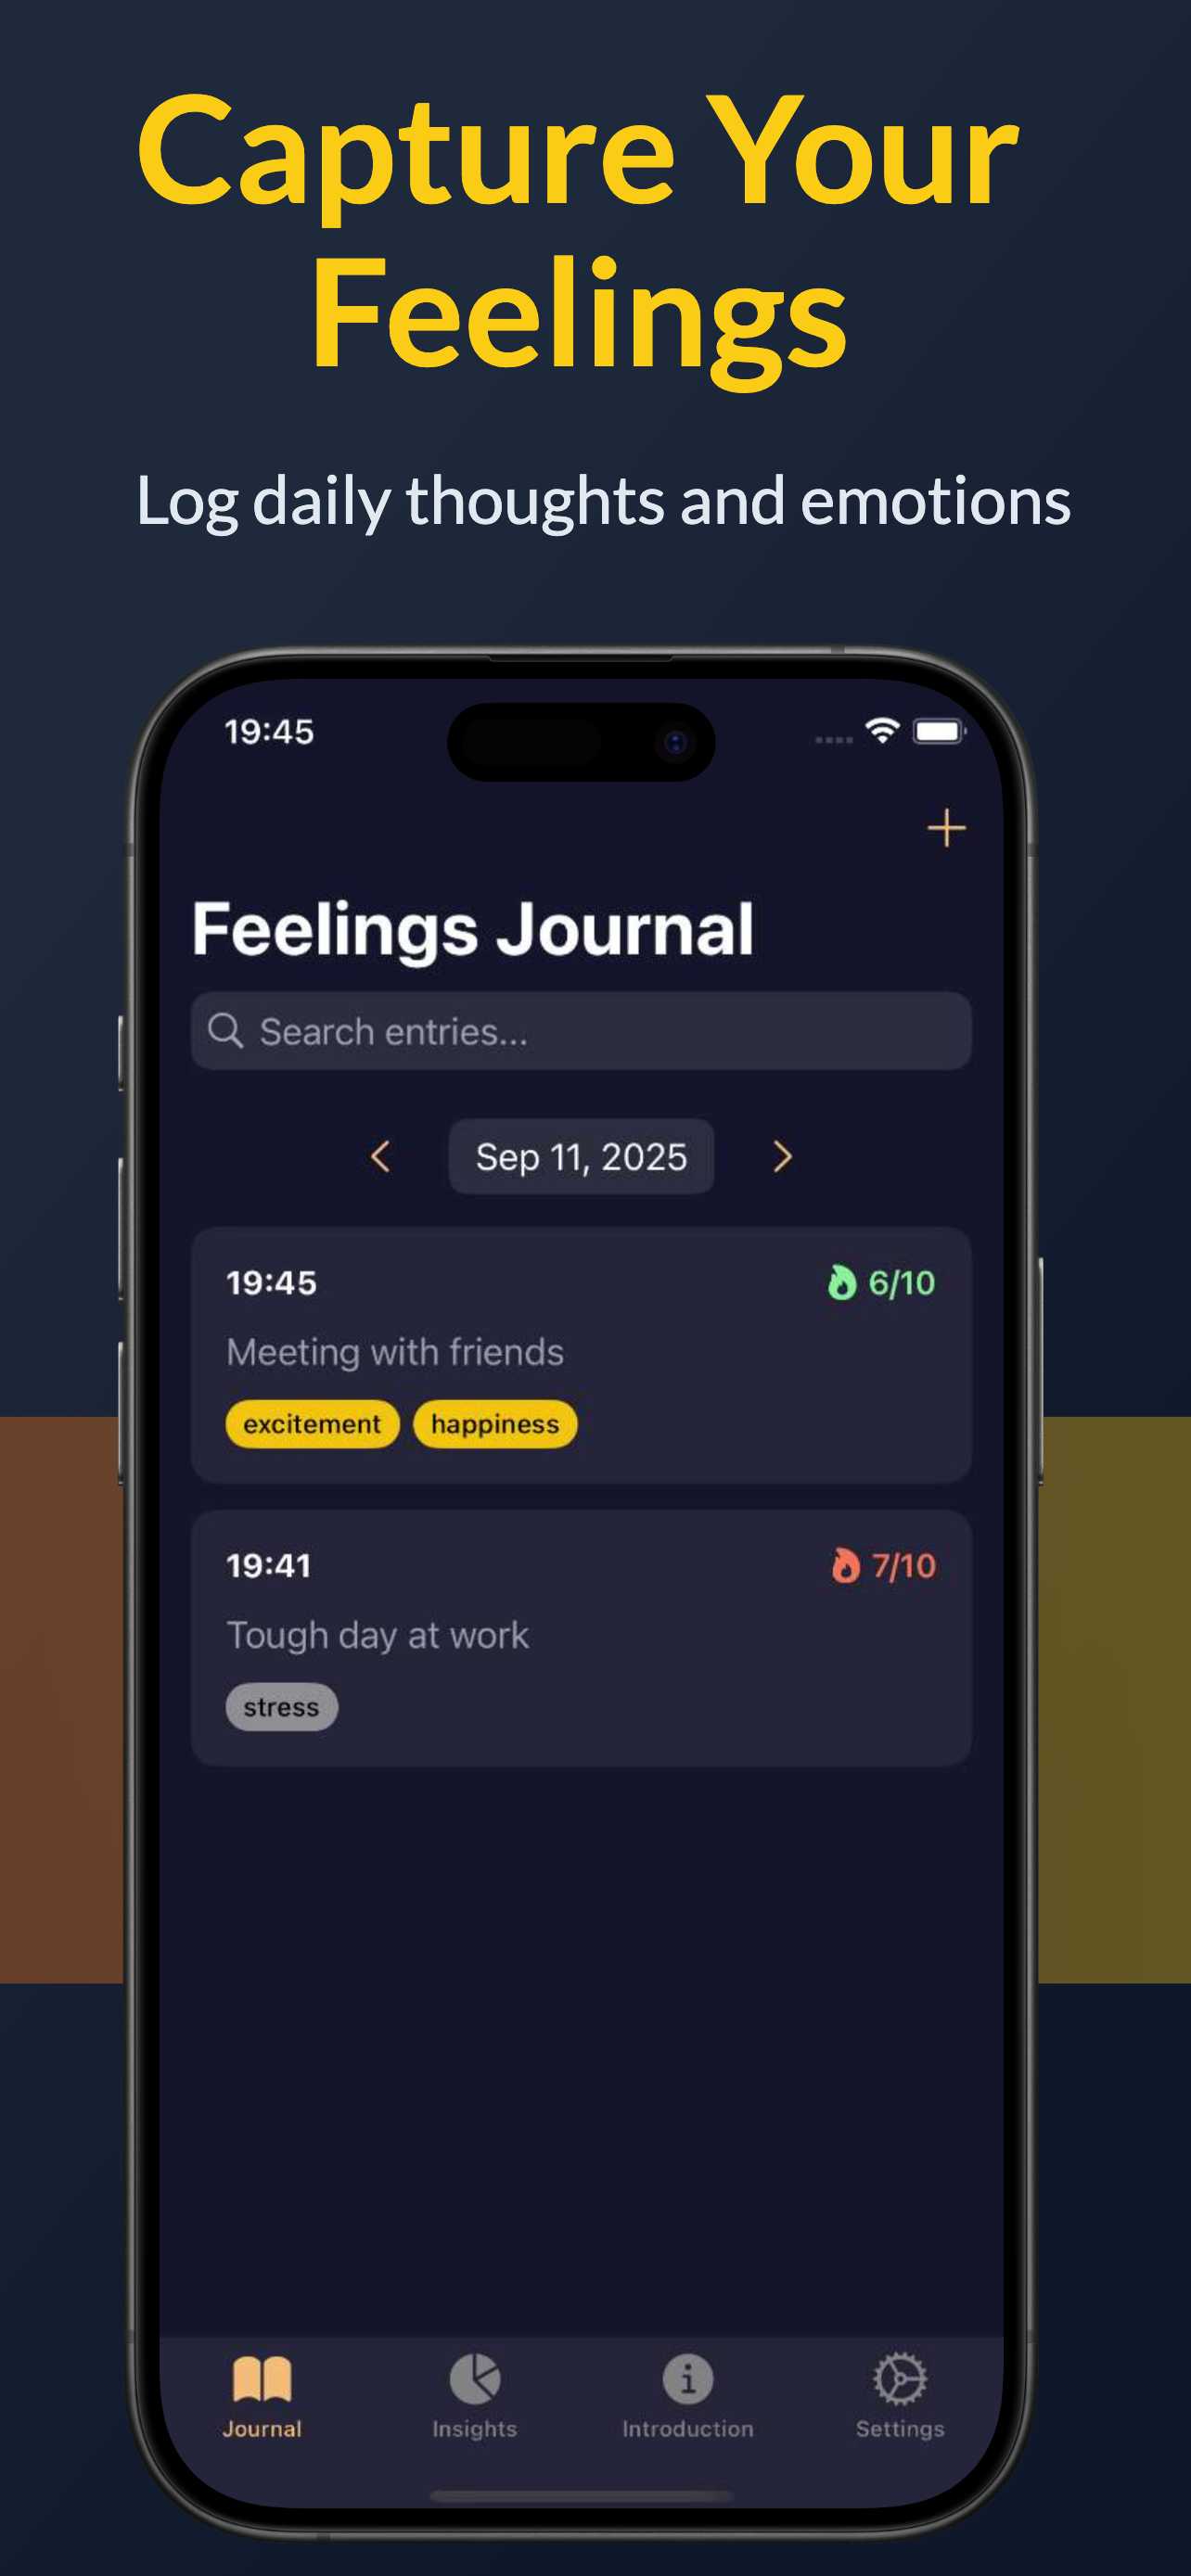 Capture Your
Feelings
Log daily thoughts and emotions
19:45
Feelings Journal
Search entries...
Sep 11, 2025
19:45
6/10
Meeting with friends
excitement
happiness
19:41
7/10
Tough day at work
stress
Journal
Insights
Introduction
Settings